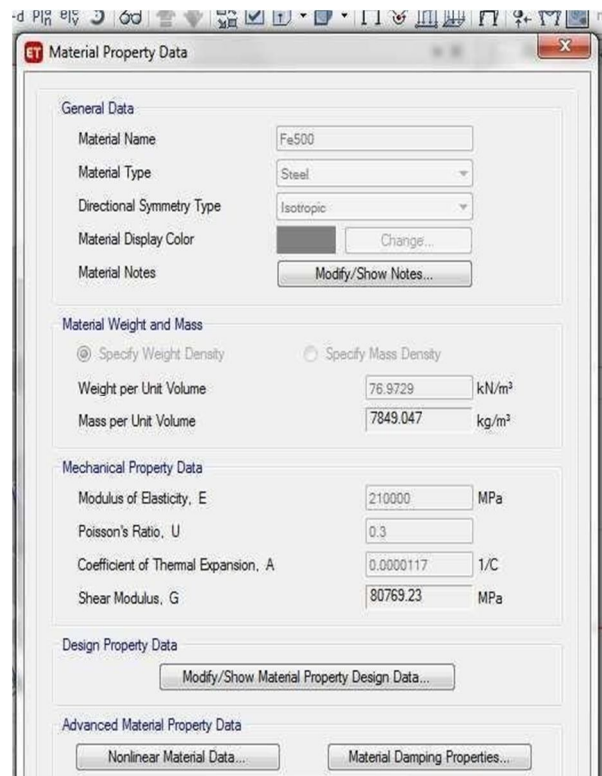 Material Property Data
General Data
Material Name Fe500
Material Type Steel
Directional Symmetry Type Isotropic
Material Display Color Change...
Material Notes Modify/Show Notes...
Material Weight and Mass
Specify Weight Density Specify Mass Density
Weight per Unit Volume 76.9729 kN/m³
Mass per Unit Volume 7849.047 kg/m³
Mechanical Property Data
Modulus of Elasticity, E 210000 MPa
Poisson's Ratio, U 0.3
Coefficient of Thermal Expansion, A 0.0000117 1/C
Shear Modulus, G 80769.23 MPa
Design Property Data
Modify/Show Material Property Design Data...
Advanced Material Property Data
Nonlinear Material Data... Material Damping Properties...